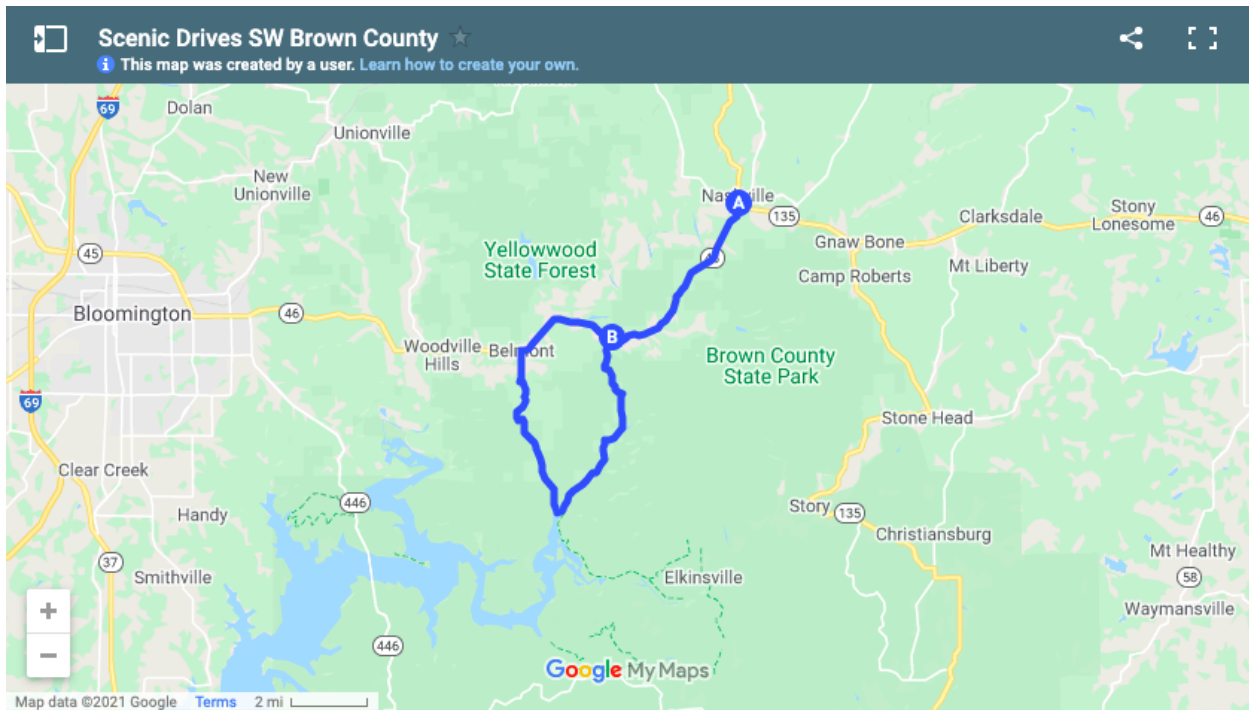 Scenic Drives SW Brown County
This map was created by a user. Learn how to create your own.
69
Dolan
Unionville
New
Unionville
Nashville
A
135
Clarksdale
Stony
Lonesome
46
45
Yellowwood
State Forest
46
Gnaw Bone
Camp Roberts
Mt Liberty
Bloomington
46
Woodville
Hills
Belmont
B
Brown County
State Park
69
Stone Head
Clear Creek
446
Handy
Story
135
Christiansburg
37
Smithville
Elkinsville
Mt Healthy
58
Waymansville
+
446
−
Google My Maps
Map data ©2021 Google Terms 2 mi